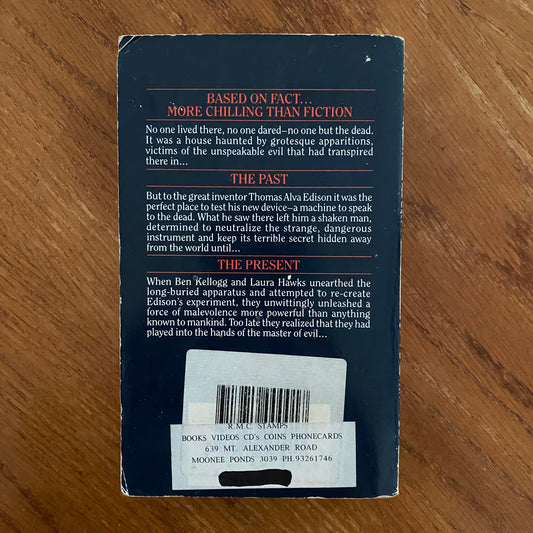 BASED ON FACT...
MORE CHILLING THAN FICTION
No one lived there, no one dared–no one but the dead.
It was a house haunted by grotesque apparitions,
victims of the unspeakable evil that had transpired
there in...
THE PAST
But to the great inventor Thomas Alva Edison it was the
perfect place to test his new device–a machine to speak
to the dead. What he saw there left him a shaken man,
determined to neutralize the strange, dangerous
instrument and keep its terrible secret hidden away
from the world until...
THE PRESENT
When Ben Kellogg and Laura Hawks unearthed the
long-buried apparatus and attempted to re-create
Edison's experiment, they unwittingly unleashed a
force of malevolence more powerful than anything
known to mankind. Too late they realized that they had
played into the hands of the master of evil...
R.M.C. STAMPS
BOOKS VIDEOS CD's COINS PHONECARDS
639 MT. ALEXANDER ROAD
MOONEE PONDS 3039 PH.93261746